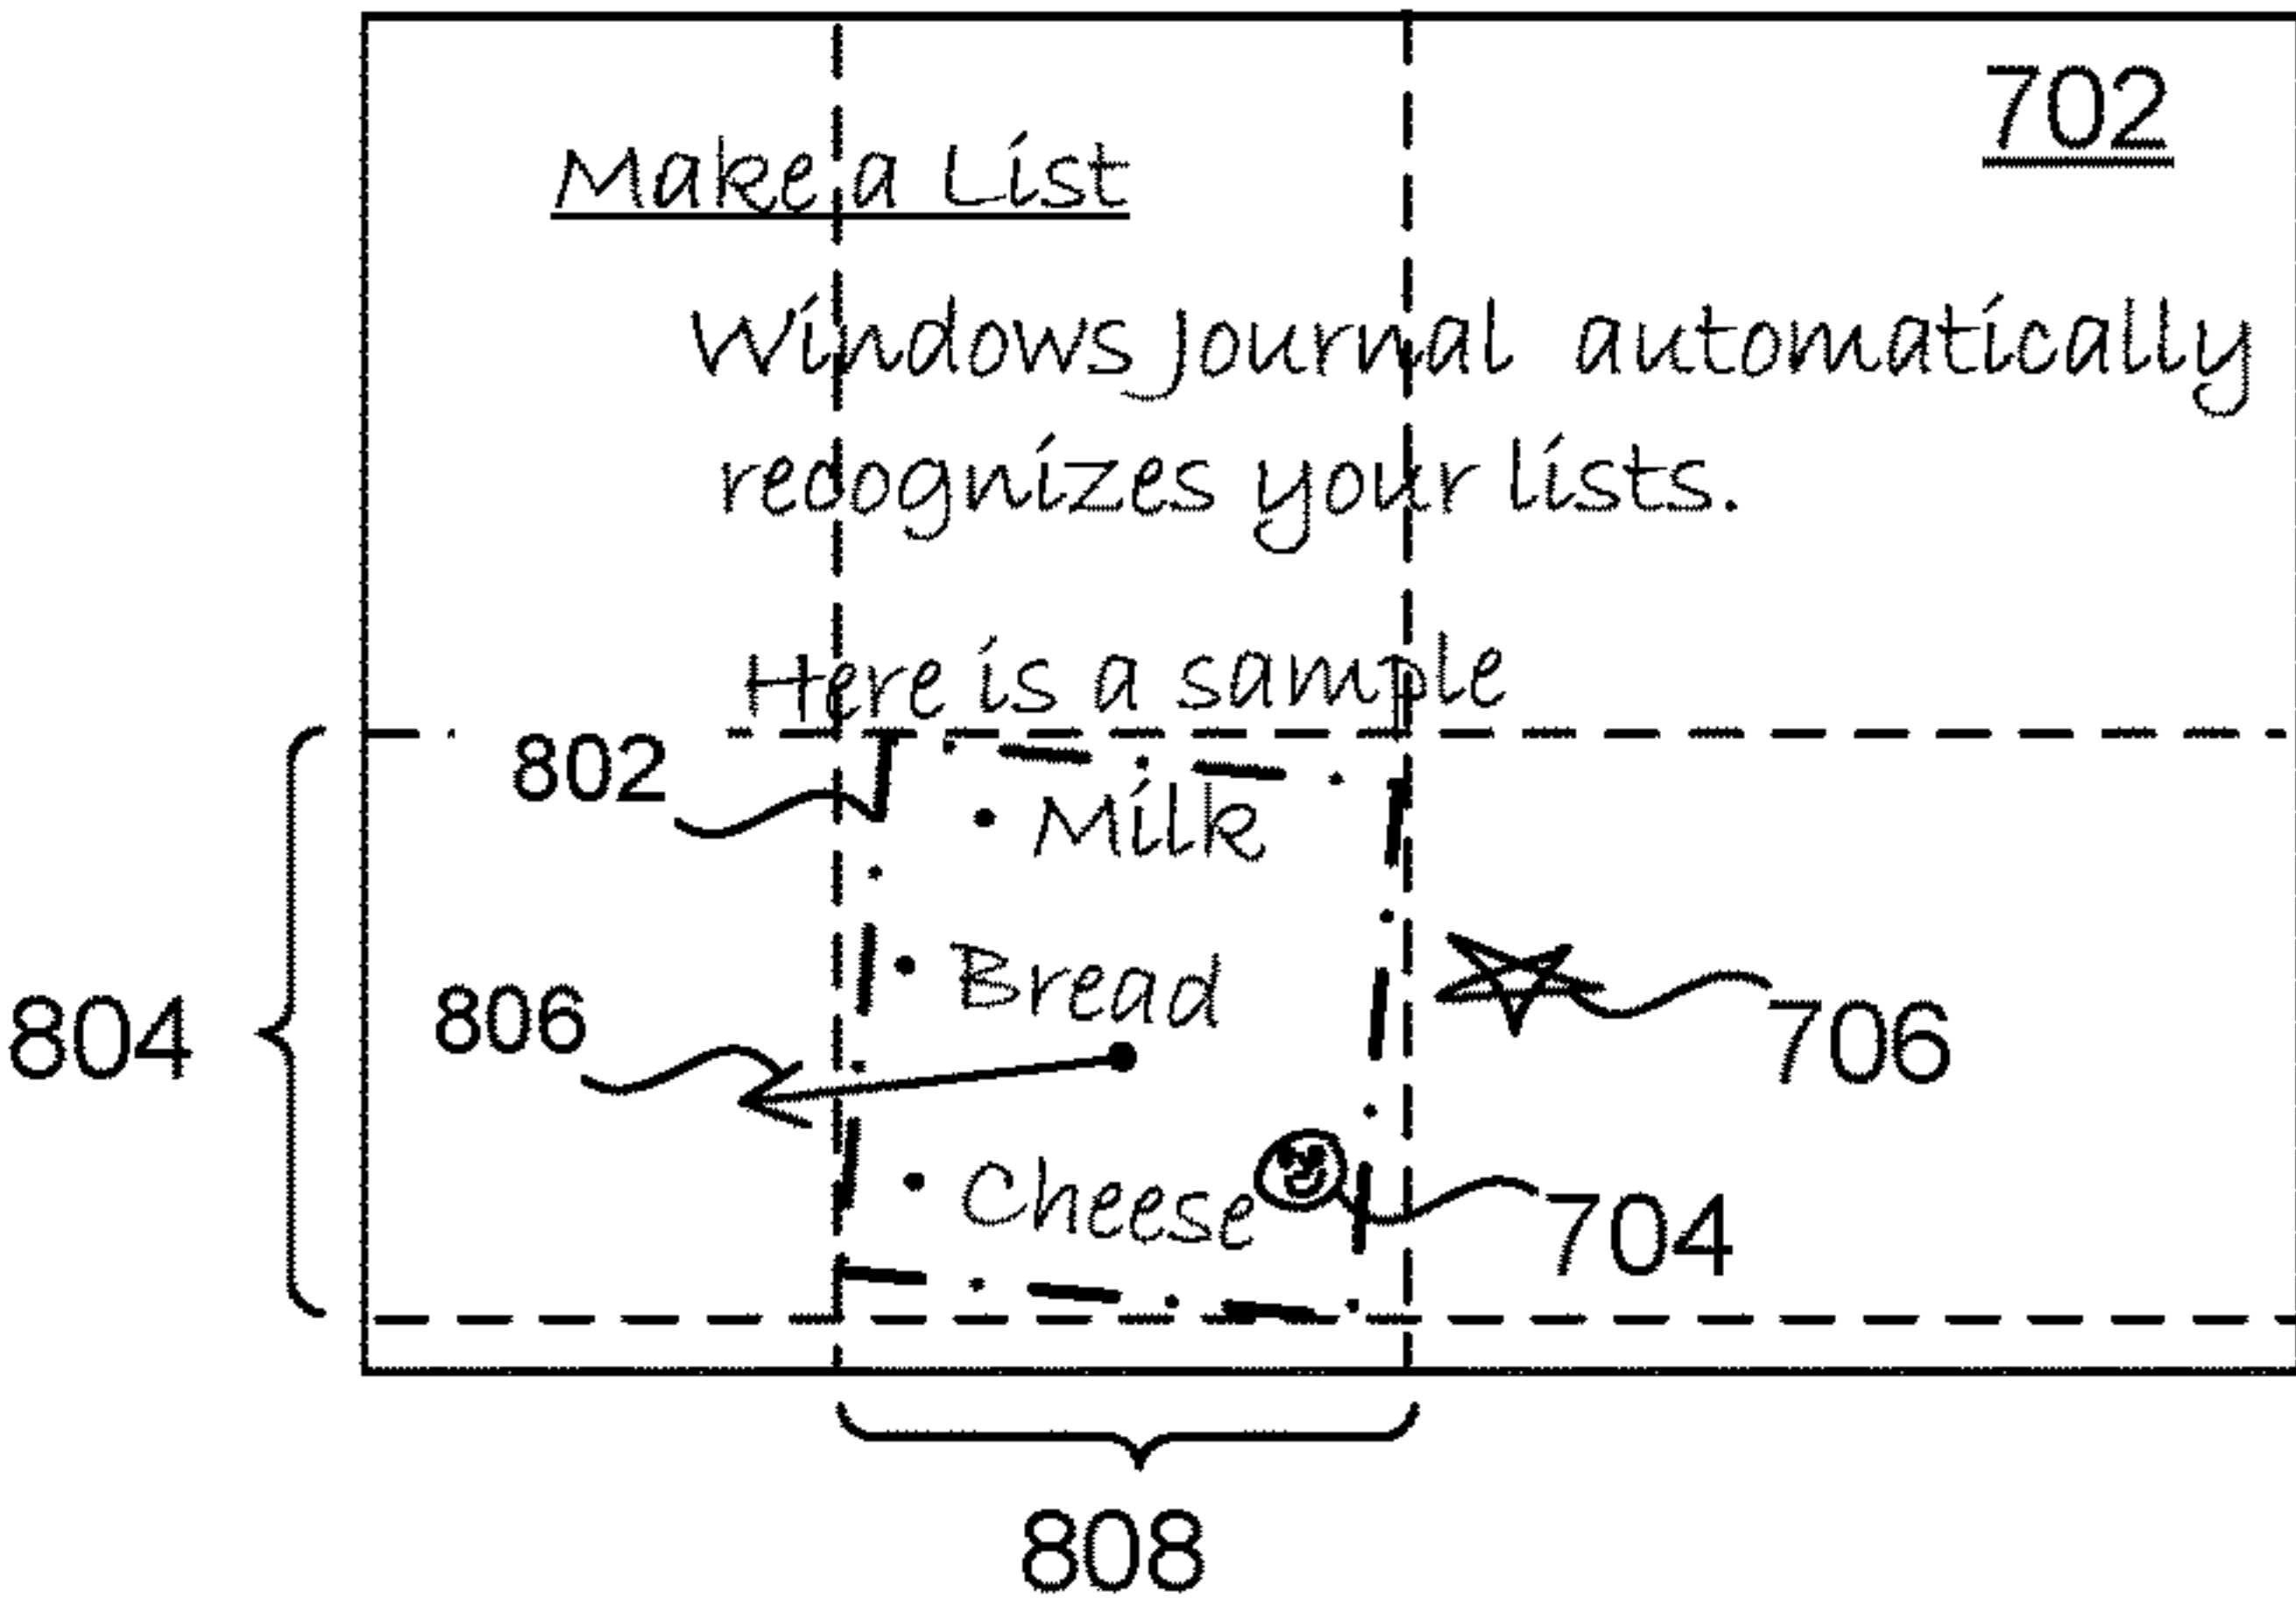 702
Make a List
Windows Journal automatically
recognizes your lists.
Here is a sample
802
• Milk
• Bread
804
806
706
• Cheese
704
808